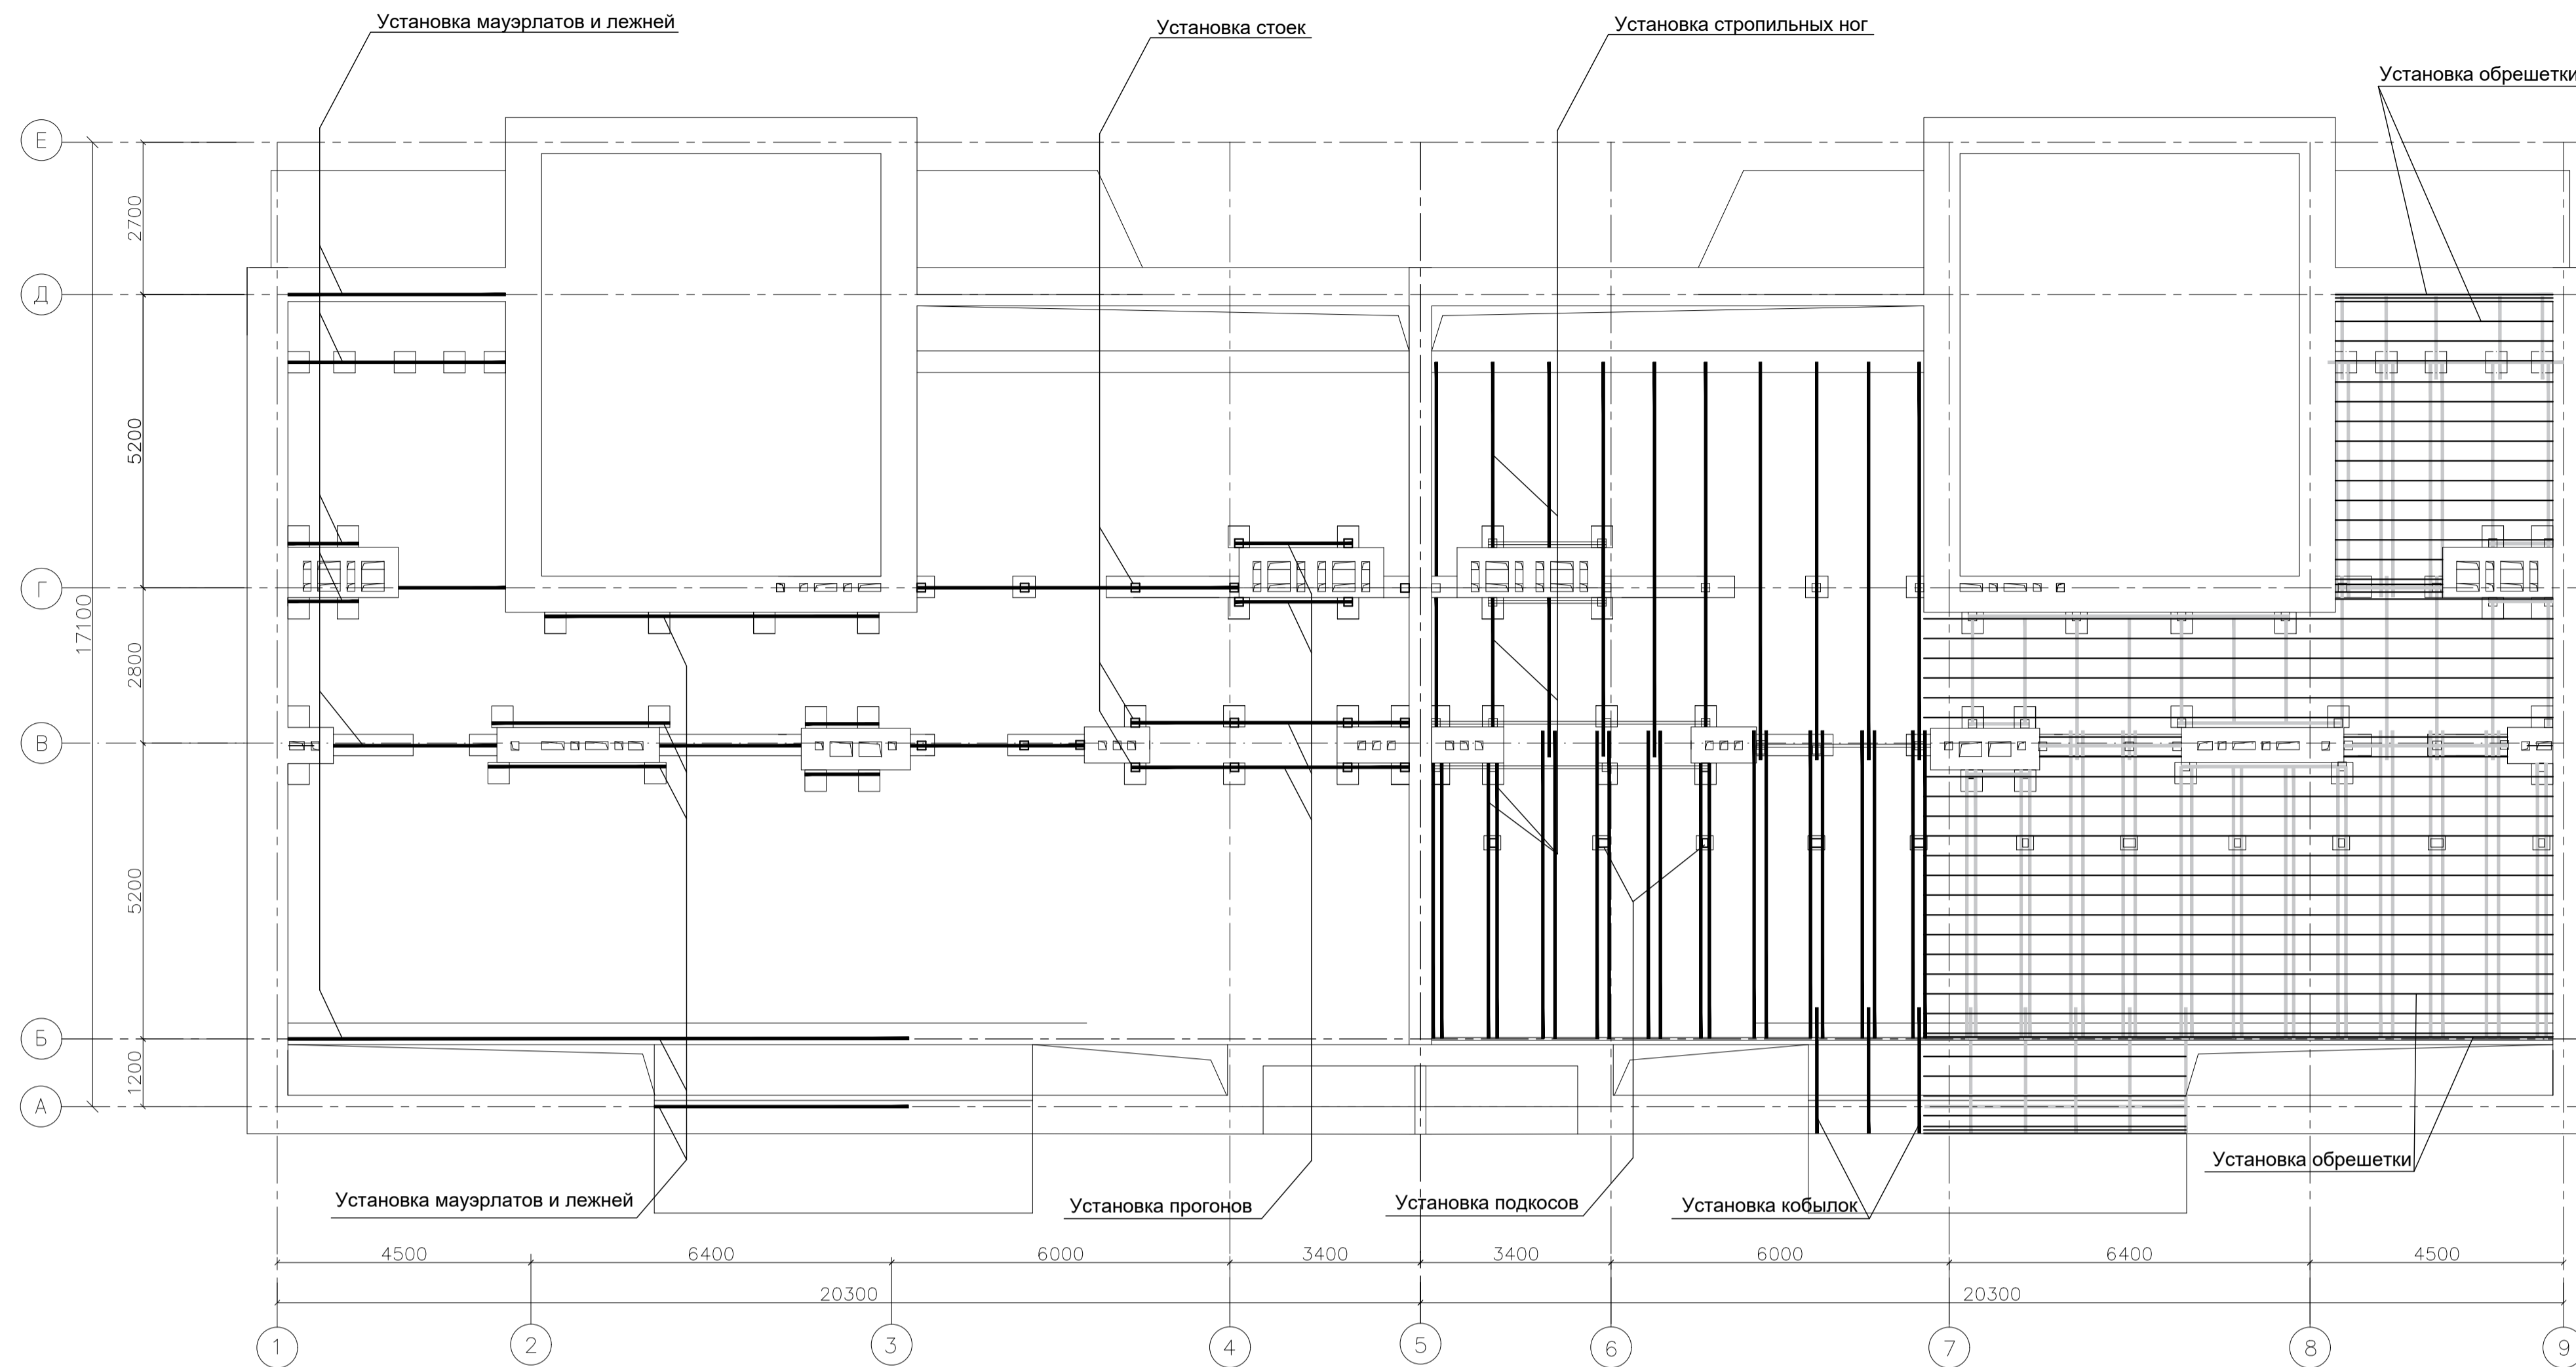 Установка мауэрлатов и лежней
Установка стоек
Установка стропильных ног
Установка обрешетки
Е
Д
Г
В
Б
А
2700
5200
2800
5200
1200
17100
Установка мауэрлатов и лежней
Установка прогонов
Установка подкосов
Установка кобылок
Установка обрешетки
4500
6400
6000
3400
3400
6000
6400
4500
20300
20300
1
2
3
4
5
6
7
8
9